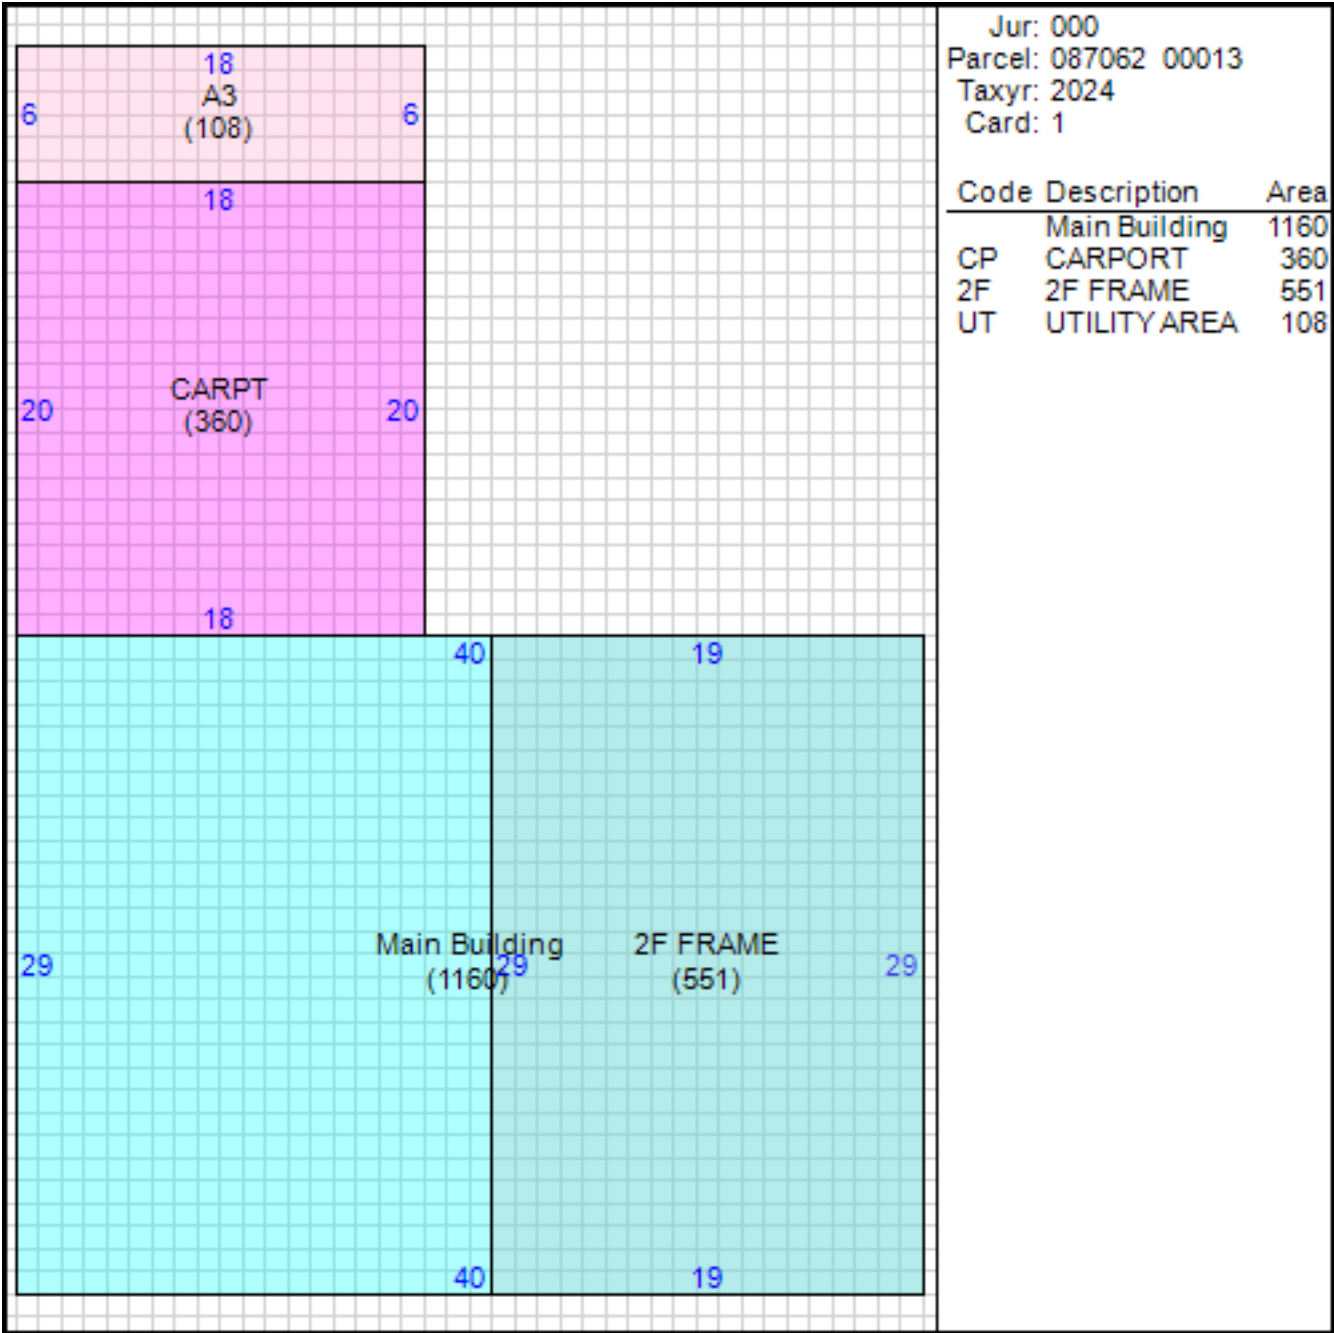 18
A3
6 6
(108)
18
CARPT
20 20
(360)
18
40 19
Main Building 2F FRAME
29 29 29
(1160) (551)
40 19
Jur: 000
Parcel: 087062 00013
Taxyr: 2024
Card: 1
Code Description Area
Main Building 1160
CP CARPORT 360
2F 2F FRAME 551
UT UTILITY AREA 108